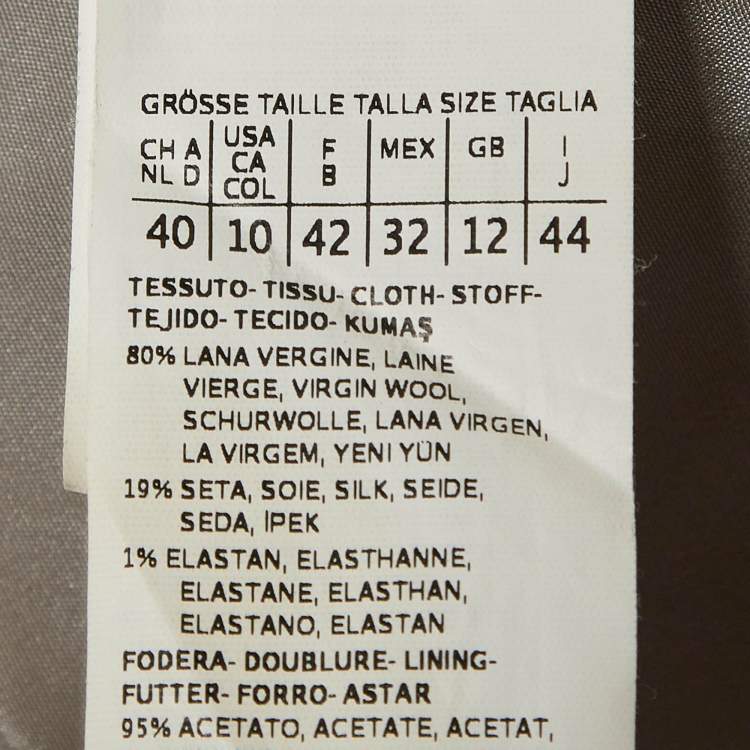 GRÖSSE TAILLE TALLA SIZE TAGLIA
CH A NL D | USA CA COL | F B | MEX | GB | I J
40 | 10 | 42 | 32 | 12 | 44
TESSUTO- TISSU- CLOTH- STOFF-
TEJIDO- TECIDO- KUMAŞ
80% LANA VERGINE, LAINE
VIERGE, VIRGIN WOOL,
SCHURWOLLE, LANA VIRGEN,
LA VIRGEM, YENI YÜN
19% SETA, SOIE, SILK, SEIDE,
SEDA, İPEK
1% ELASTAN, ELASTHANNE,
ELASTANE, ELASTHAN,
ELASTANO, ELASTAN
FODERA- DOUBLURE- LINING-
FUTTER- FORRO- ASTAR
95% ACETATO, ACETATE, ACETAT,